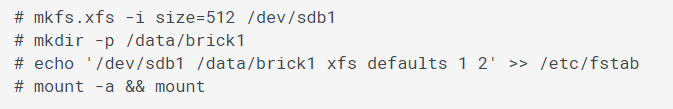 # mkfs.xfs -i size=512 /dev/sdb1
# mkdir -p /data/brick1
# echo '/dev/sdb1 /data/brick1 xfs defaults 1 2' >> /etc/fstab
# mount -a && mount